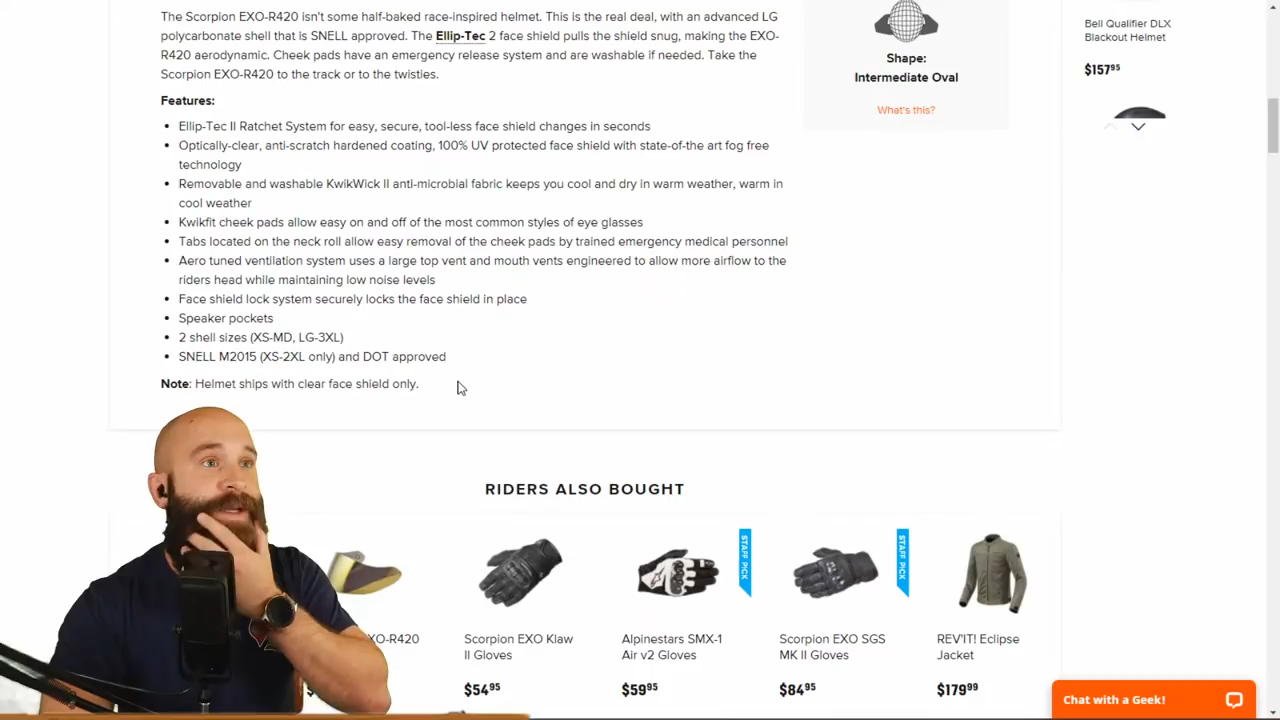 The Scorpion EXO-R420 isn't some half-baked race-inspired helmet. This is the real deal, with an advanced LG
polycarbonate shell that is SNELL approved. The Ellip-Tec 2 face shield pulls the shield snug, making the EXO-
R420 aerodynamic. Cheek pads have an emergency release system and are washable if needed. Take the
Scorpion EXO-R420 to the track or to the twisties.
Features:
• Ellip-Tec II Ratchet System for easy, secure, tool-less face shield changes in seconds
• Optically-clear, anti-scratch hardened coating, 100% UV protected face shield with state-of-the art fog free
technology
• Removable and washable KwikWick II anti-microbial fabric keeps you cool and dry in warm weather, warm in
cool weather
• Kwikfit cheek pads allow easy on and off of the most common styles of eye glasses
• Tabs located on the neck roll allow easy removal of the cheek pads by trained emergency medical personnel
• Aero tuned ventilation system uses a large top vent and mouth vents engineered to allow more airflow to the
riders head while maintaining low noise levels
• Face shield lock system securely locks the face shield in place
• Speaker pockets
• 2 shell sizes (XS-MD, LG-3XL)
• SNELL M2015 (XS-2XL only) and DOT approved
Note: Helmet ships with clear face shield only.
Shape:
Intermediate Oval
What's this?
Bell Qualifier DLX
Blackout Helmet
$157.95
RIDERS ALSO BOUGHT
XO-R420
Scorpion EXO Klaw
II Gloves
$54.95
STAFF PICK
Alpinestars SMX-1
Air v2 Gloves
$59.95
STAFF PICK
Scorpion EXO SGS
MK II Gloves
$84.95
REV'IT! Eclipse
Jacket
$179.99
Chat with a Geek!